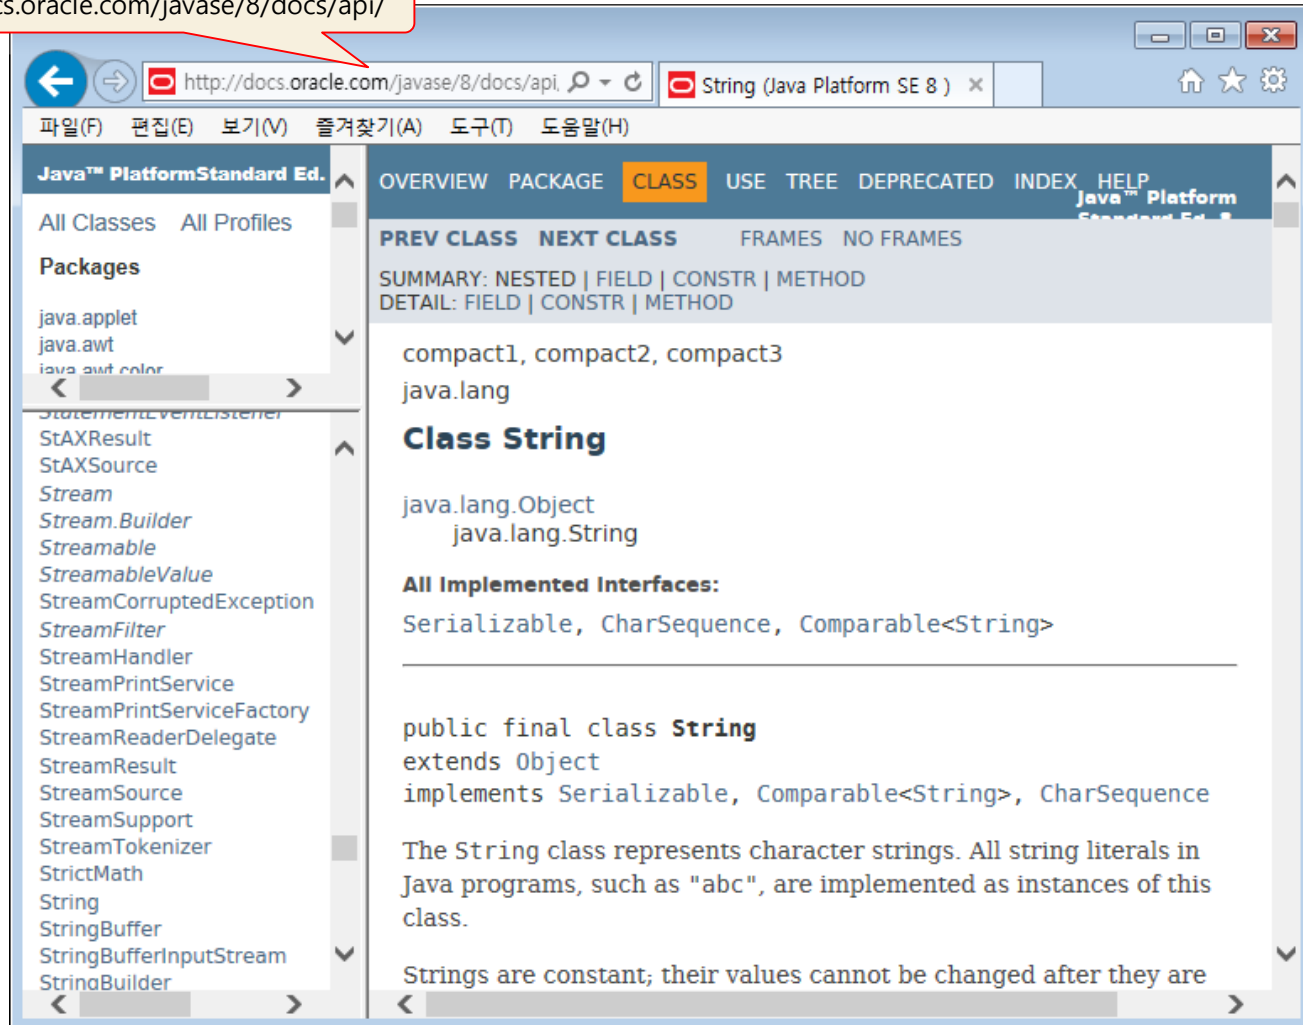 cs.oracle.com/javase/8/docs/api/
http://docs.oracle.com/javase/8/docs/api,
String (Java Platform SE 8 )
파일(F) 편집(E) 보기(V) 즐겨찾기(A) 도구(T) 도움말(H)
Java™ PlatformStandard Ed.
All Classes All Profiles
Packages
java.applet
java.awt
java.awt.color
StatementEventListener
StAXResult
StAXSource
Stream
Stream.Builder
Streamable
StreamableValue
StreamCorruptedException
StreamFilter
StreamHandler
StreamPrintService
StreamPrintServiceFactory
StreamReaderDelegate
StreamResult
StreamSource
StreamSupport
StreamTokenizer
StrictMath
String
StringBuffer
StringBufferInputStream
StringBuilder
OVERVIEW PACKAGE CLASS USE TREE DEPRECATED INDEX HELP
Java™ Platform
Standard Ed. 8
PREV CLASS NEXT CLASS FRAMES NO FRAMES
SUMMARY: NESTED | FIELD | CONSTR | METHOD
DETAIL: FIELD | CONSTR | METHOD
compact1, compact2, compact3
java.lang
Class String
java.lang.Object
java.lang.String
All Implemented Interfaces:
Serializable, CharSequence, Comparable<String>
public final class String
extends Object
implements Serializable, Comparable<String>, CharSequence
The String class represents character strings. All string literals in
Java programs, such as "abc", are implemented as instances of this
class.
Strings are constant; their values cannot be changed after they are